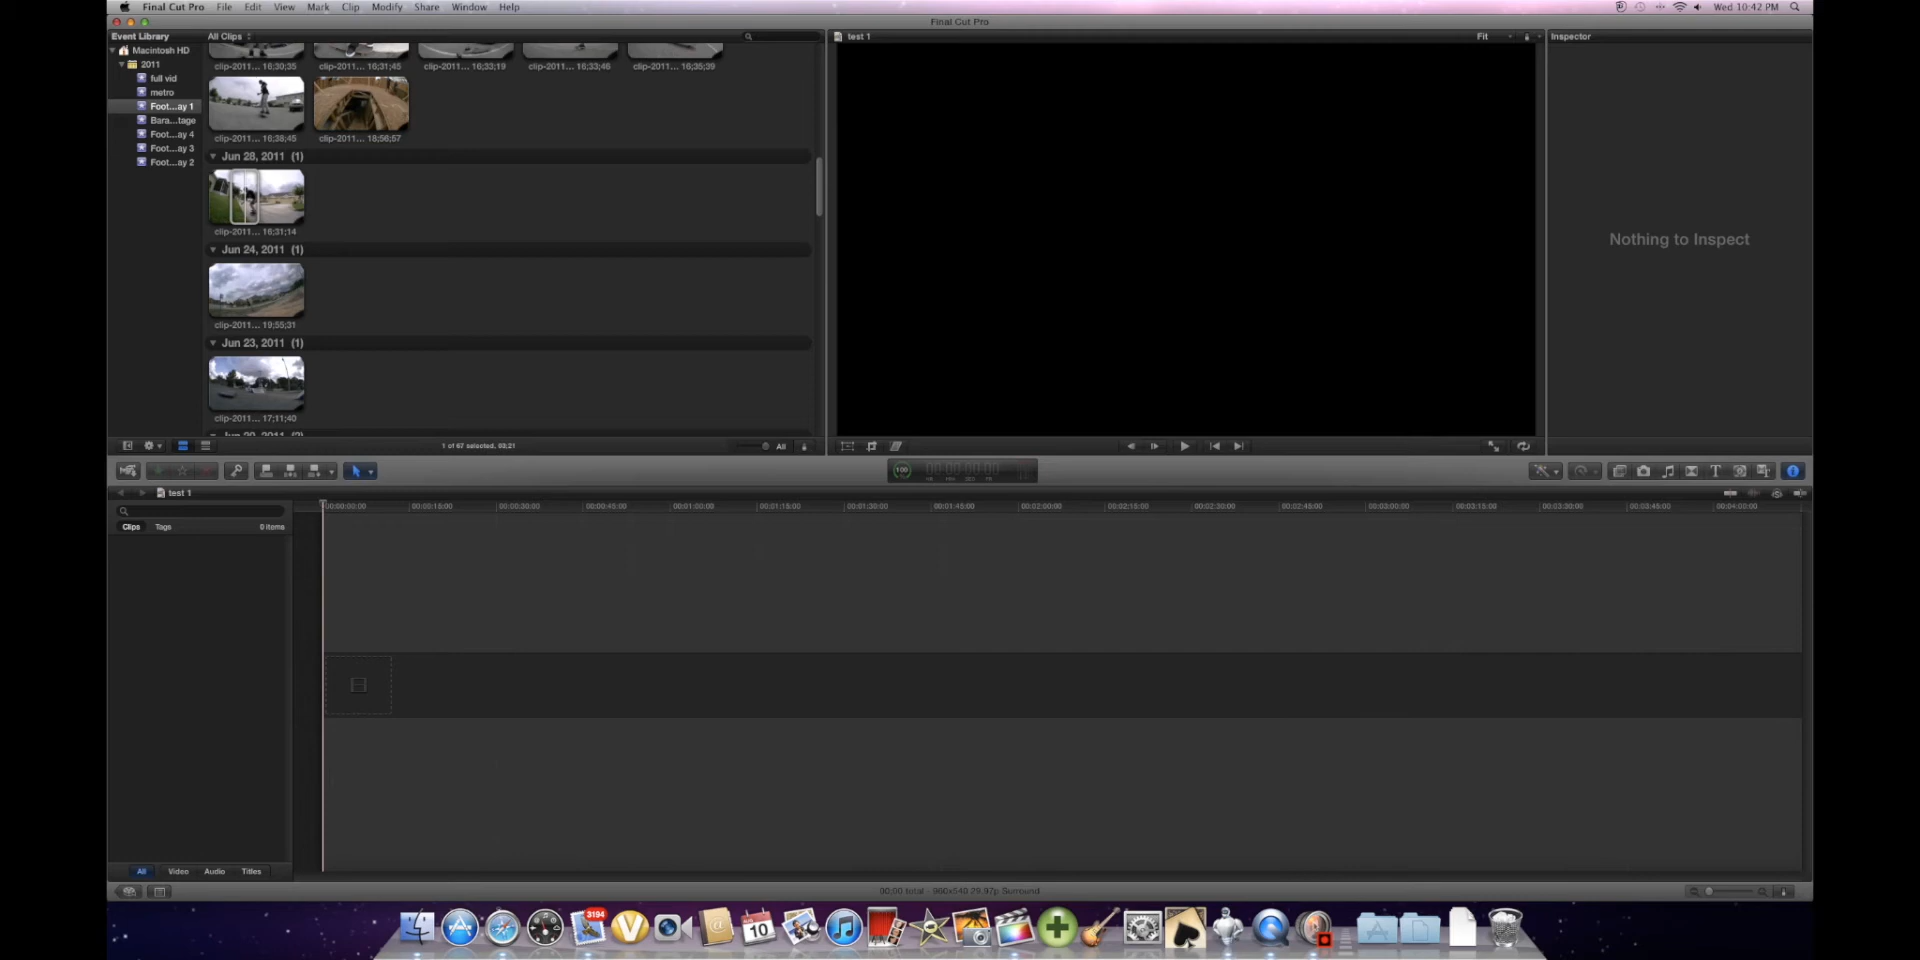 Final Cut Pro File Edit View Mark Clip Modify Share Window Help Wed 10:42 PM
Final Cut Pro
Event Library All Clips test 1 Fit Inspector
Macintosh HD
2011
full vid
metro
Foot...ay 1
Bara...tage
Foot...ay 4
Foot...ay 3
Foot...ay 2
clip-2011... 16;30;35 clip-2011... 16;31;45 clip-2011... 16;33;19 clip-2011... 16;33;46 clip-2011... 16;35;39
clip-2011... 16;38;45 clip-2011... 18;56;57
Jun 28, 2011 (1)
clip-2011... 16;31;14
Jun 24, 2011 (1)
clip-2011... 19;55;31
Jun 23, 2011 (1)
clip-2011... 17;11;40
Nothing to Inspect
1 of 67 selected, 03;21 All
100 00:00:00:00
HR MIN SEC FR
test 1
00:00:00:00 00:00:15:00 00:00:30:00 00:00:45:00 00:01:00:00 00:01:15:00 00:01:30:00 00:01:45:00 00:02:00:00 00:02:15:00 00:02:30:00 00:02:45:00 00:03:00:00 00:03:15:00 00:03:30:00 00:03:45:00 00:04:00:00
Clips Tags 0 items
All Video Audio Titles
00;00 total - 960x540 29.97p Surround
3194
10